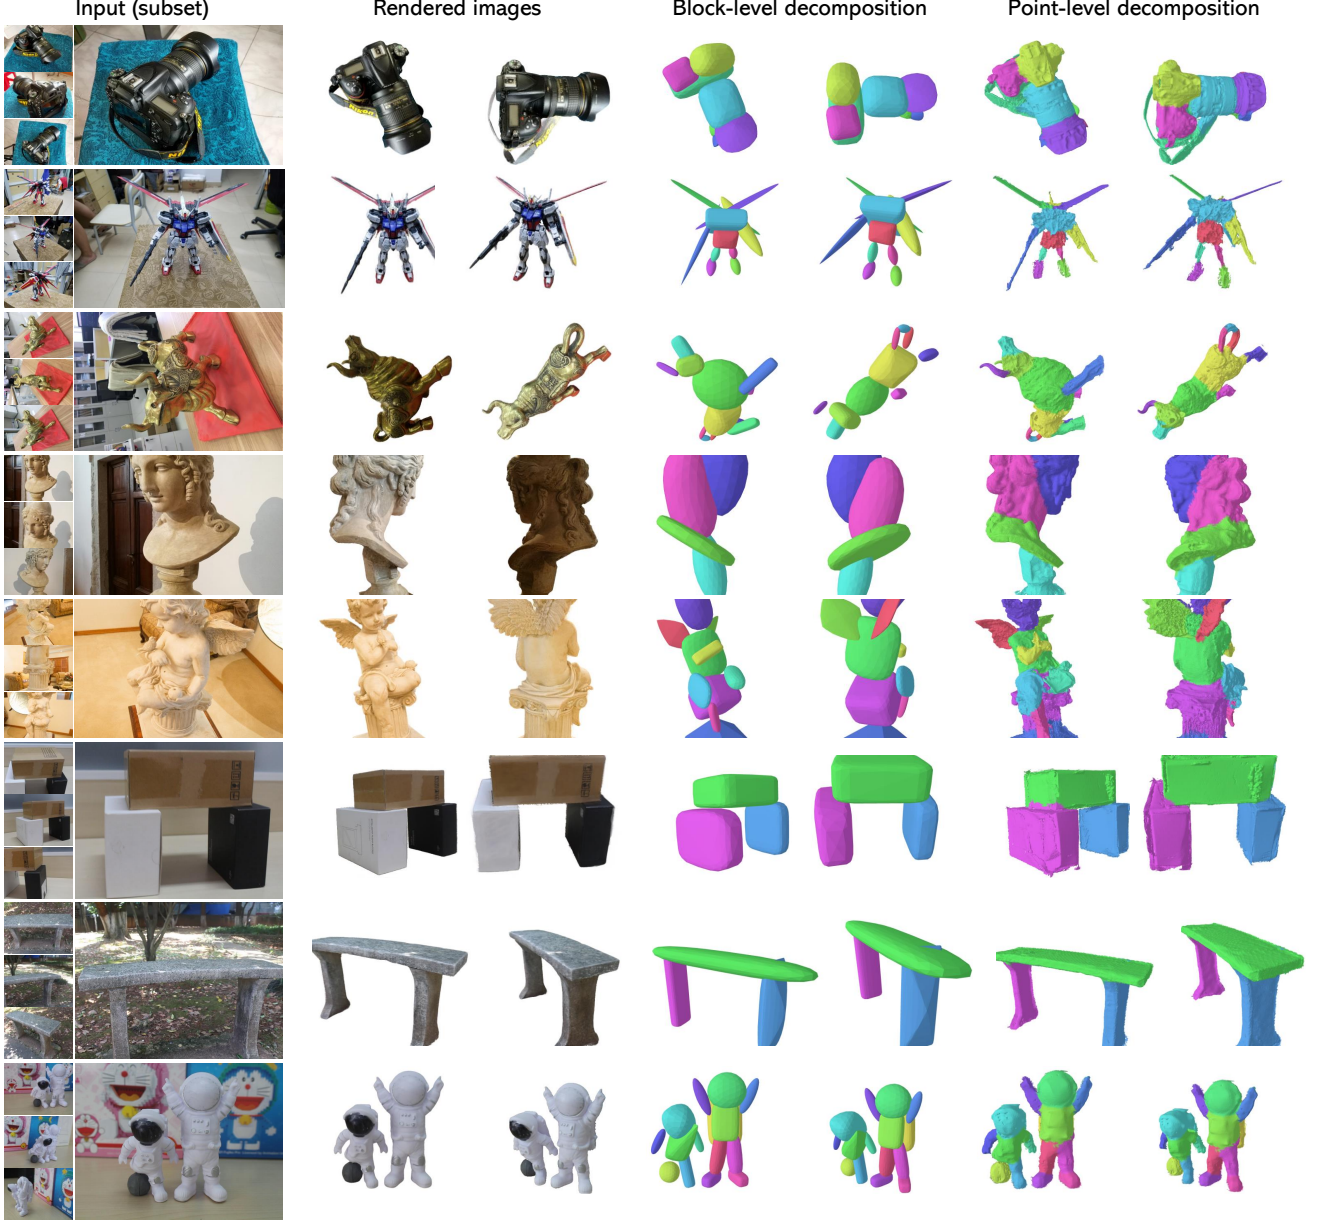 Input (subset)
Rendered images
Block-level decomposition
Point-level decomposition